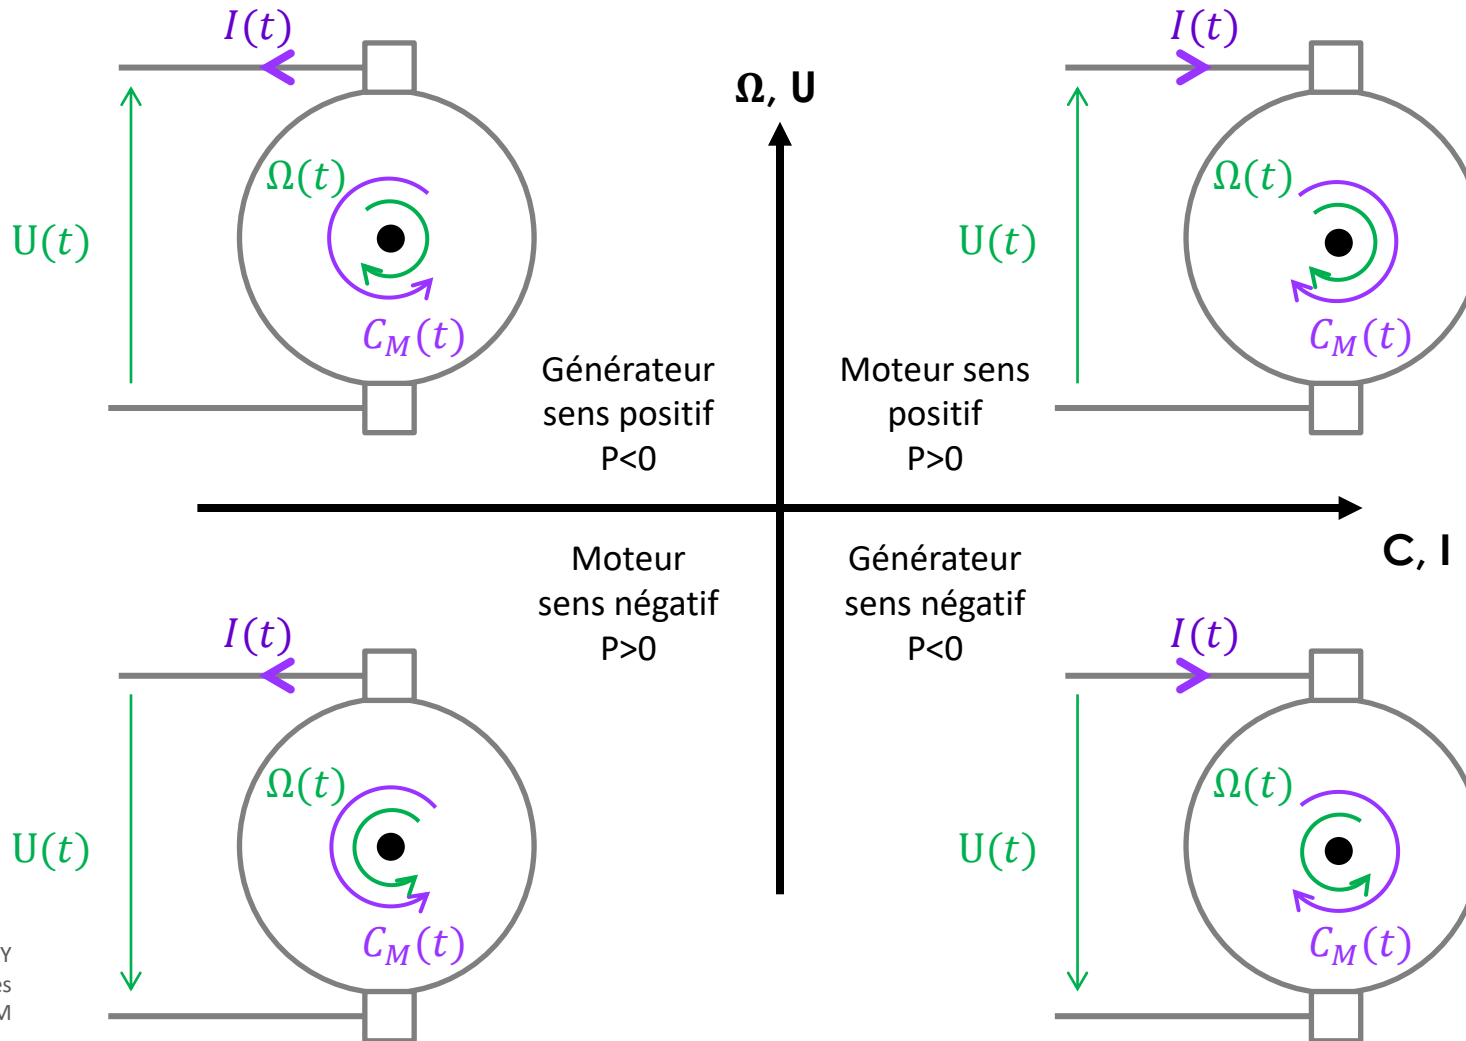 I(t)
I(t)
Ω, U
Ω(t)
Ω(t)
U(t)
U(t)
C_M(t)
C_M(t)
Générateur
sens positif
P<0
Moteur sens
positif
P>0
C, I
Moteur
sens négatif
P>0
Générateur
sens négatif
P<0
I(t)
I(t)
Ω(t)
Ω(t)
U(t)
U(t)
C_M(t)
C_M(t)
Y
es
M